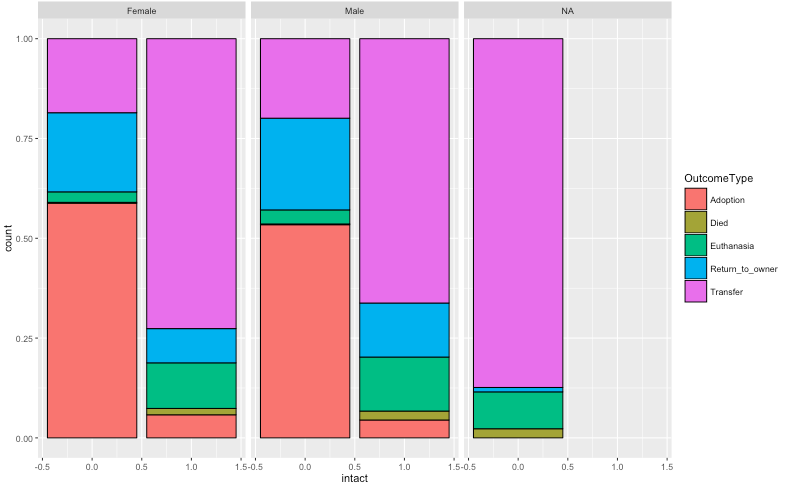 Female Male NA
1.00
0.75
0.50
0.25
0.00
count
-0.5 0.0 0.5 1.0 1.5 -0.5 0.0 0.5 1.0 1.5 -0.5 0.0 0.5 1.0 1.5
intact
OutcomeType
Adoption
Died
Euthanasia
Return_to_owner
Transfer